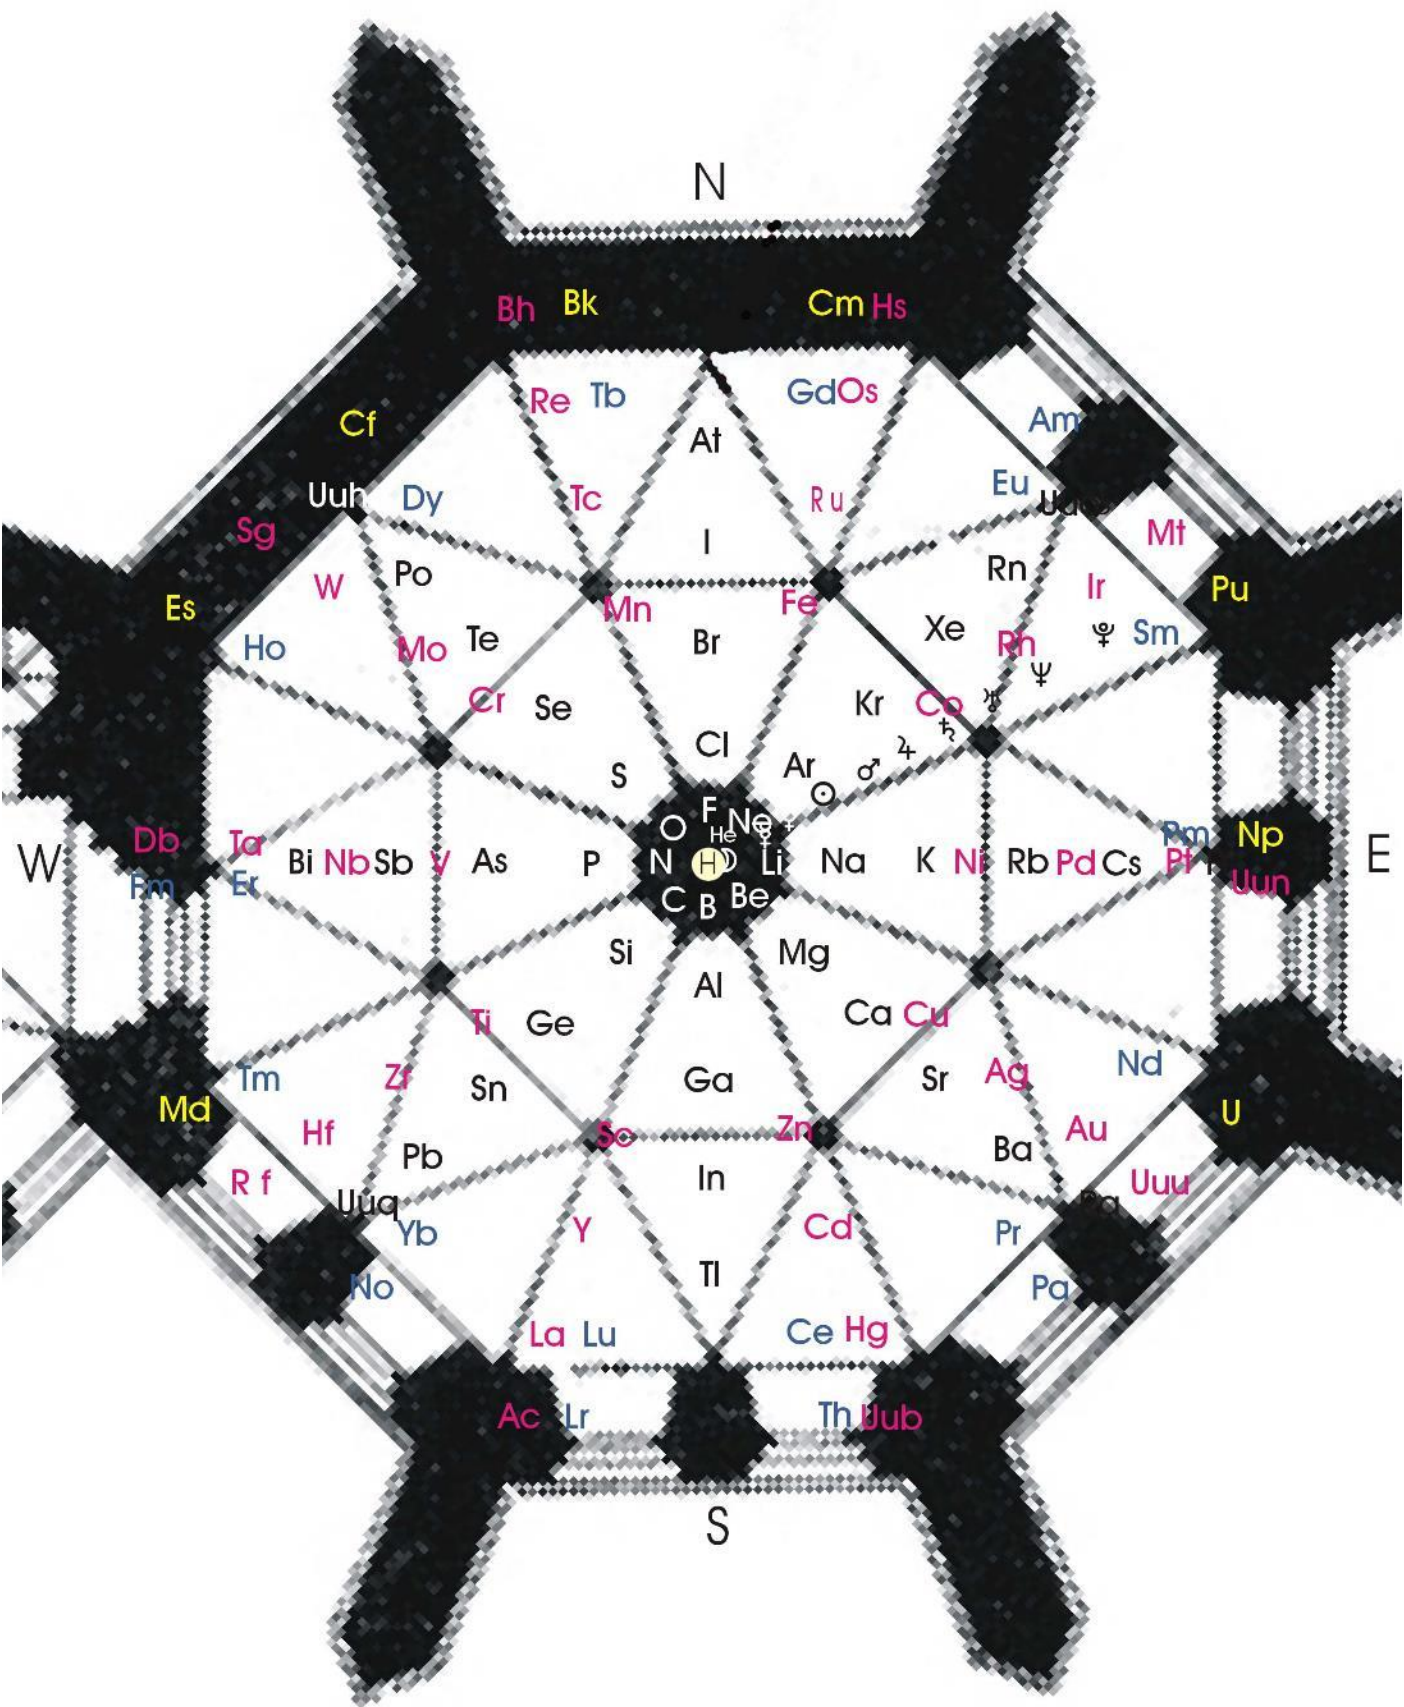 N
Bh Bk Cm Hs
Re Tb Gd Os
Cf At Am
Uuh Dy Tc Ru Eu
Sg I Mt
W Po Rn Ir Pu
Es Mn Fe
Ho Mo Te Br Xe Rh ♆ ♇ Sm
Cr Se Kr Co ♅
Cl ♄ ♃
S Ar ♂
☉
F Ne
O He ☿ ♀
Db Ta Pm Np
W Bi Nb Sb V As P N H ☽ Li Na K Ni Rb Pd Cs Pt E
Fm Er Uun
C B Be
Si Mg
Al
Ti Ge Ca Cu
Tm Zr Sn Ga Sr Ag Nd
Md U
Hf Sc Zn Au
Rf Pb In Ba Uuu
Uuq
Yb Y Cd Pr
No Tl Pa
La Lu Ce Hg
Ac Lr Th Uub
S